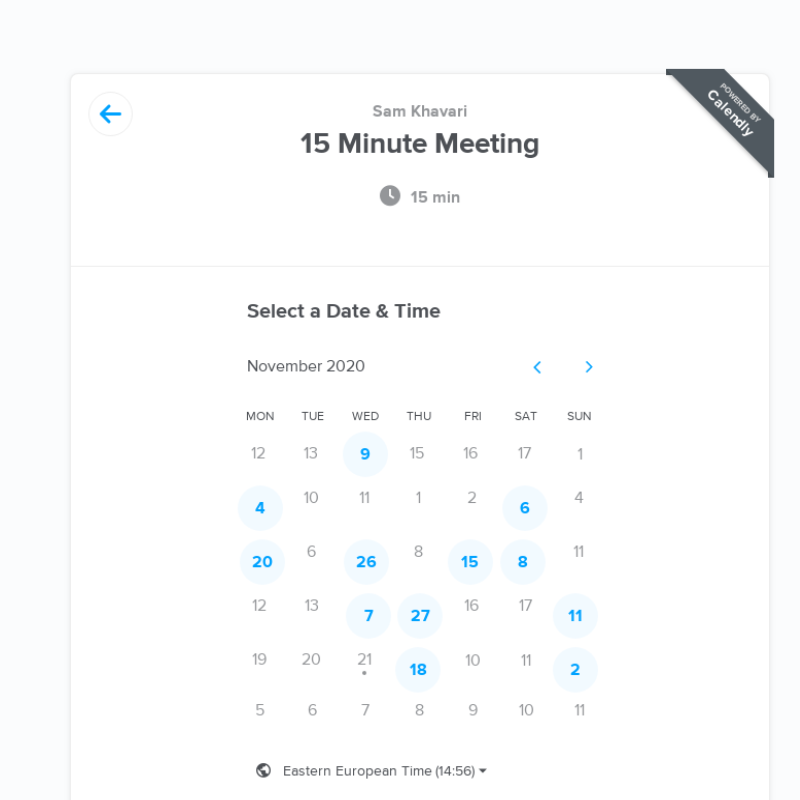 POWERED BY
Calendly
Sam Khavari
15 Minute Meeting
15 min
Select a Date & Time
November 2020
MON TUE WED THU FRI SAT SUN
12 13 9 15 16 17 1
4 10 11 1 2 6 4
20 6 26 8 15 8 11
12 13 7 27 16 17 11
19 20 21 18 10 11 2
5 6 7 8 9 10 11
Eastern European Time (14:56)